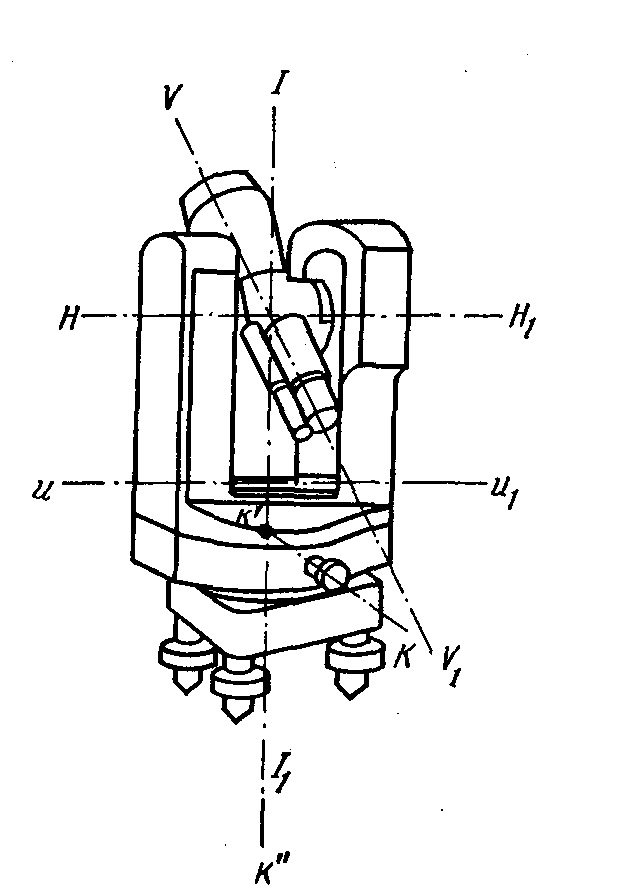 V I
H H₁
u u₁
K'
K V₁
I₁
K"